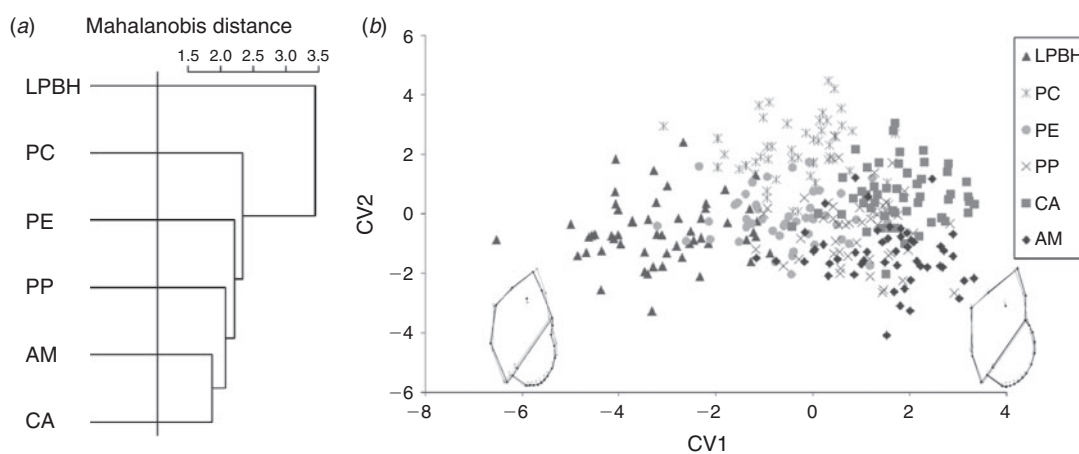 (a) Mahalanobis distance
1.5 2.0 2.5 3.0 3.5
LPBH
PC
PE
PP
AM
CA
(b)
6
4
2
0
−2
−4
−6
CV2
−8 −6 −4 −2 0 2 4
CV1
LPBH
PC
PE
PP
CA
AM